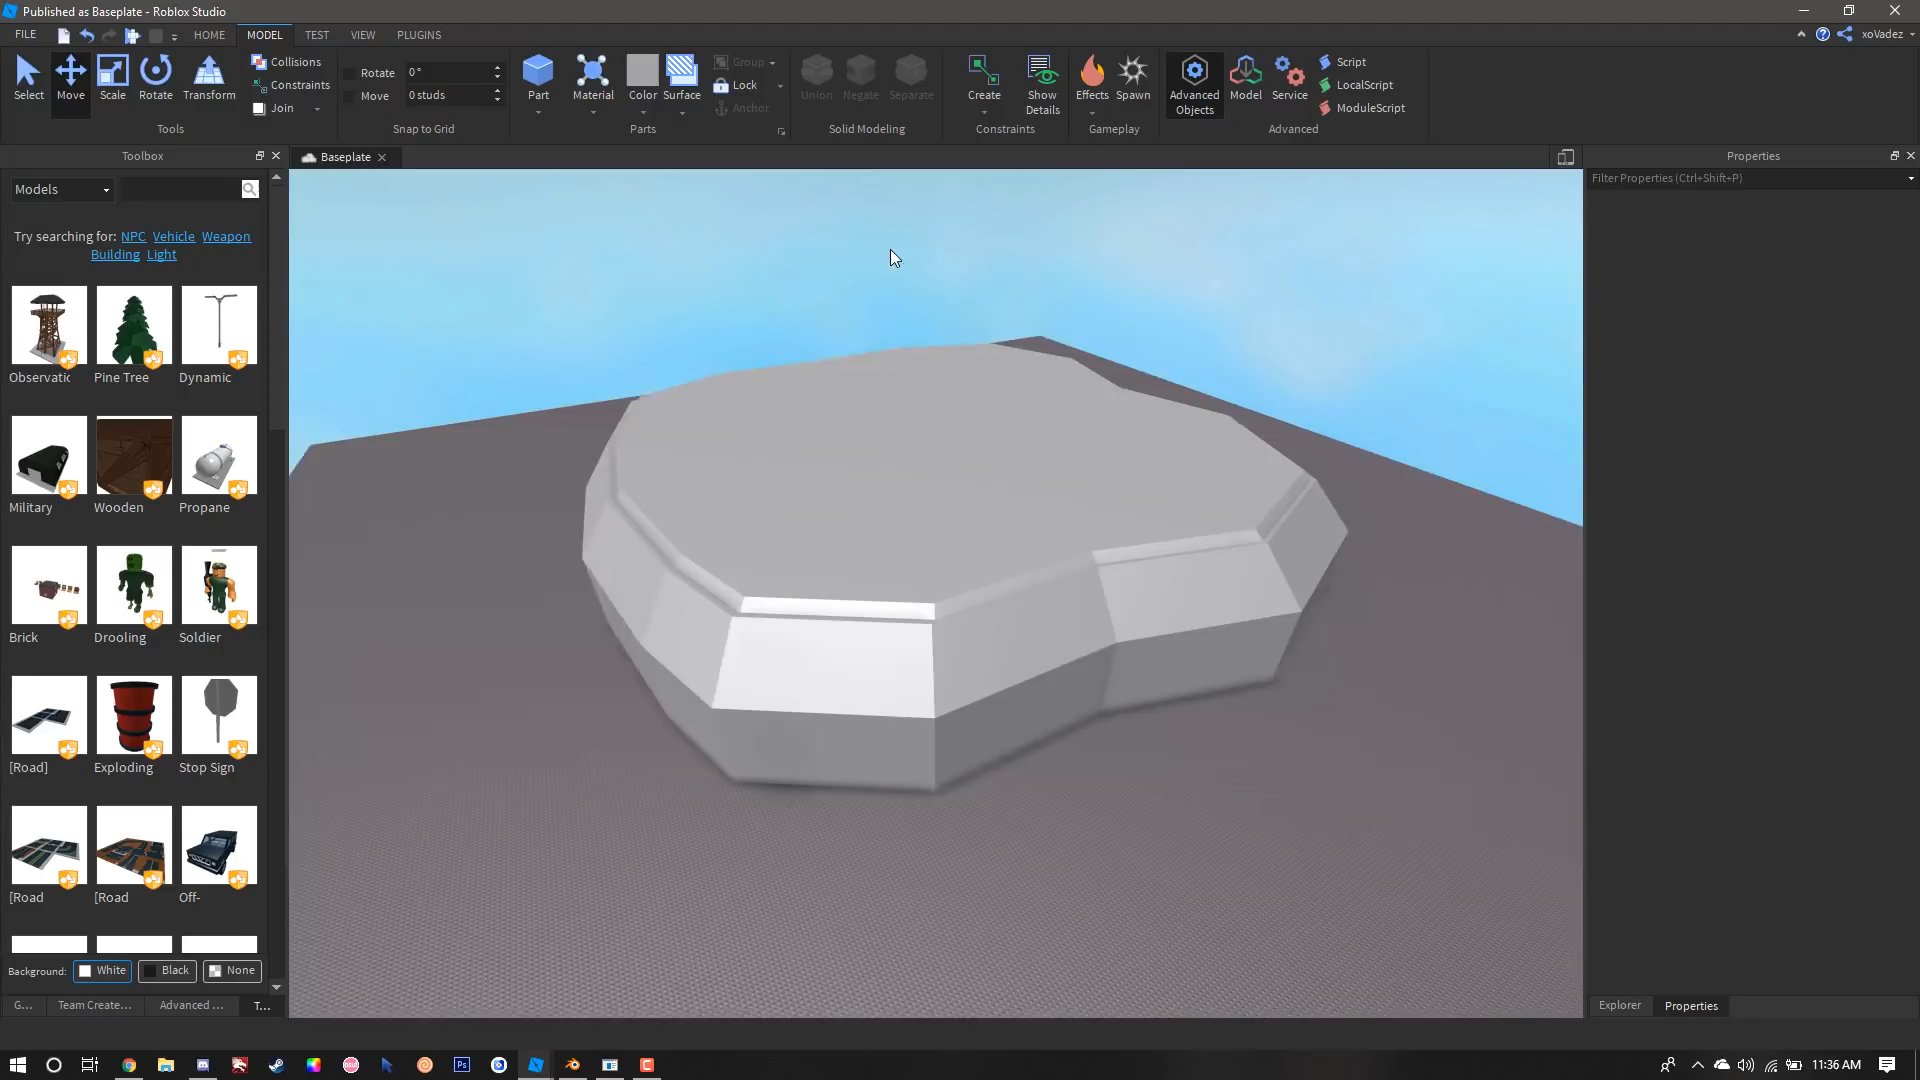 Published as Baseplate - Roblox Studio
FILE HOME MODEL TEST VIEW PLUGINS
xoVadez
Select Move Scale Rotate Transform
Collisions
Constraints
Join
Tools
Rotate 0°
Move 0 studs
Snap to Grid
Part Material Color Surface
Group
Lock
Anchor
Parts
Union Negate Separate
Solid Modeling
Create Show Details
Constraints
Effects Spawn
Gameplay
Advanced Objects Model Service
Script
LocalScript
ModuleScript
Advanced
Toolbox
Baseplate
Properties
Models
Filter Properties (Ctrl+Shift+P)
Try searching for: NPC Vehicle Weapon
Building Light
Observatic Pine Tree Dynamic
Military Wooden Propane
Brick Drooling Soldier
[Road] Exploding Stop Sign
[Road [Road Off-
Background: White Black None
G... Team Create... Advanced ... T...
Explorer Properties
Ps
11:36 AM